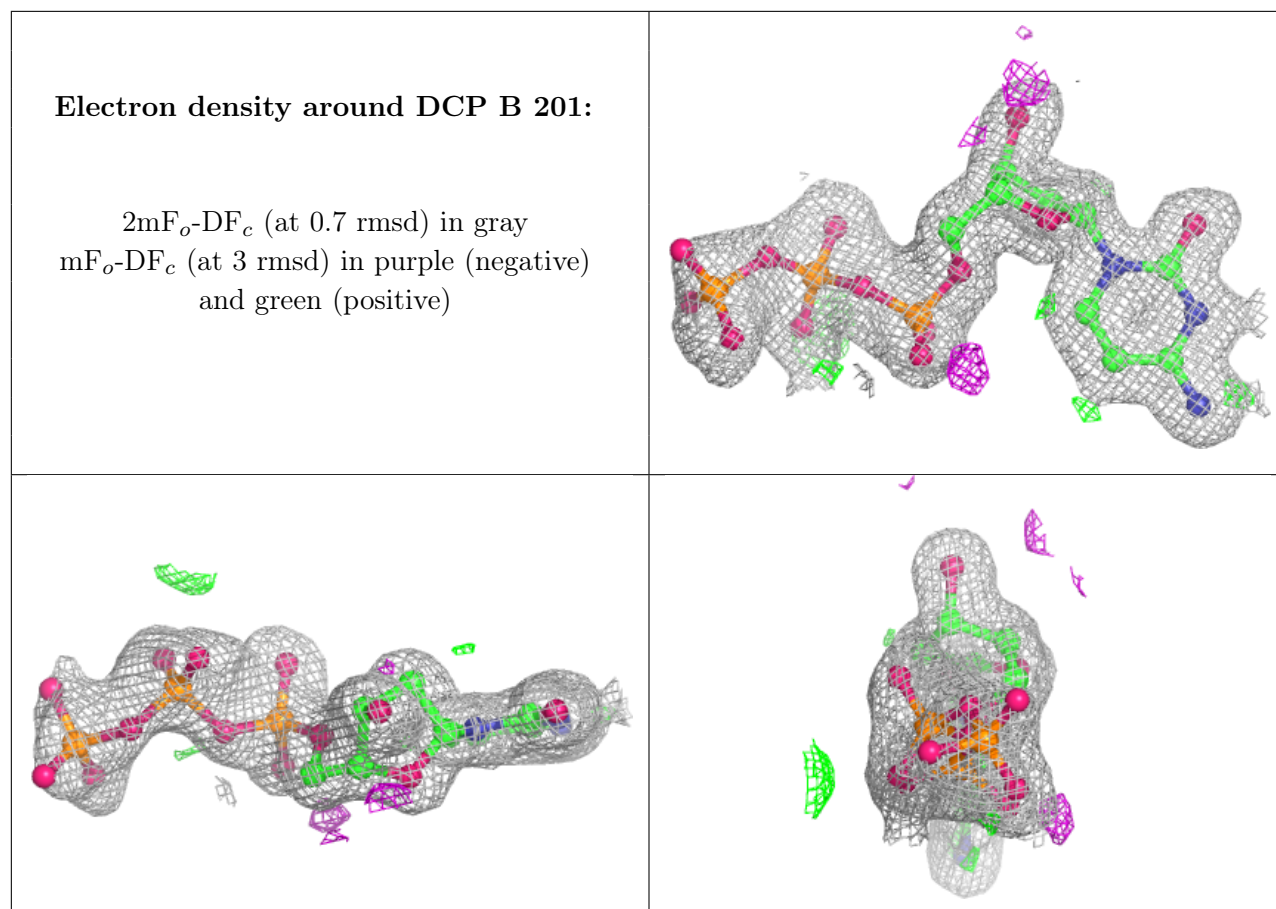 Electron density around DCP B 201:
2mFo-DFc (at 0.7 rmsd) in gray
mFo-DFc (at 3 rmsd) in purple (negative)
and green (positive)